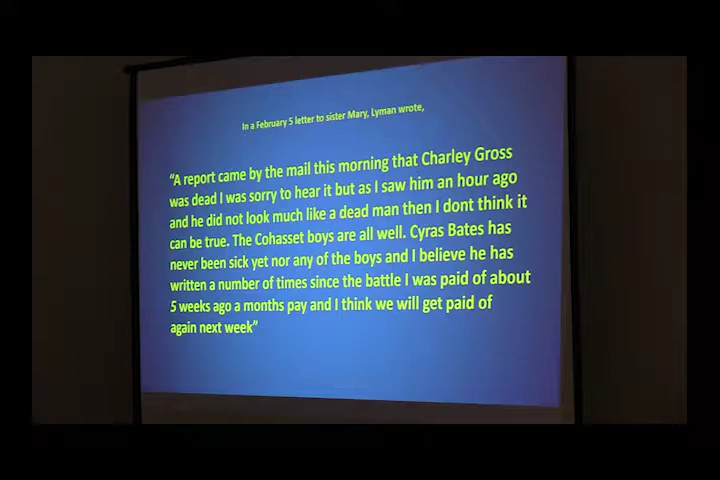 In a February 5 letter to sister Mary, Lyman wrote,
“A report came by the mail this morning that Charley Gross
was dead I was sorry to hear it but as I saw him an hour ago
and he did not look much like a dead man then I dont think it
can be true. The Cohasset boys are all well. Cyras Bates has
never been sick yet nor any of the boys and I believe he has
written a number of times since the battle I was paid of about
5 weeks ago a months pay and I think we will get paid of
again next week”